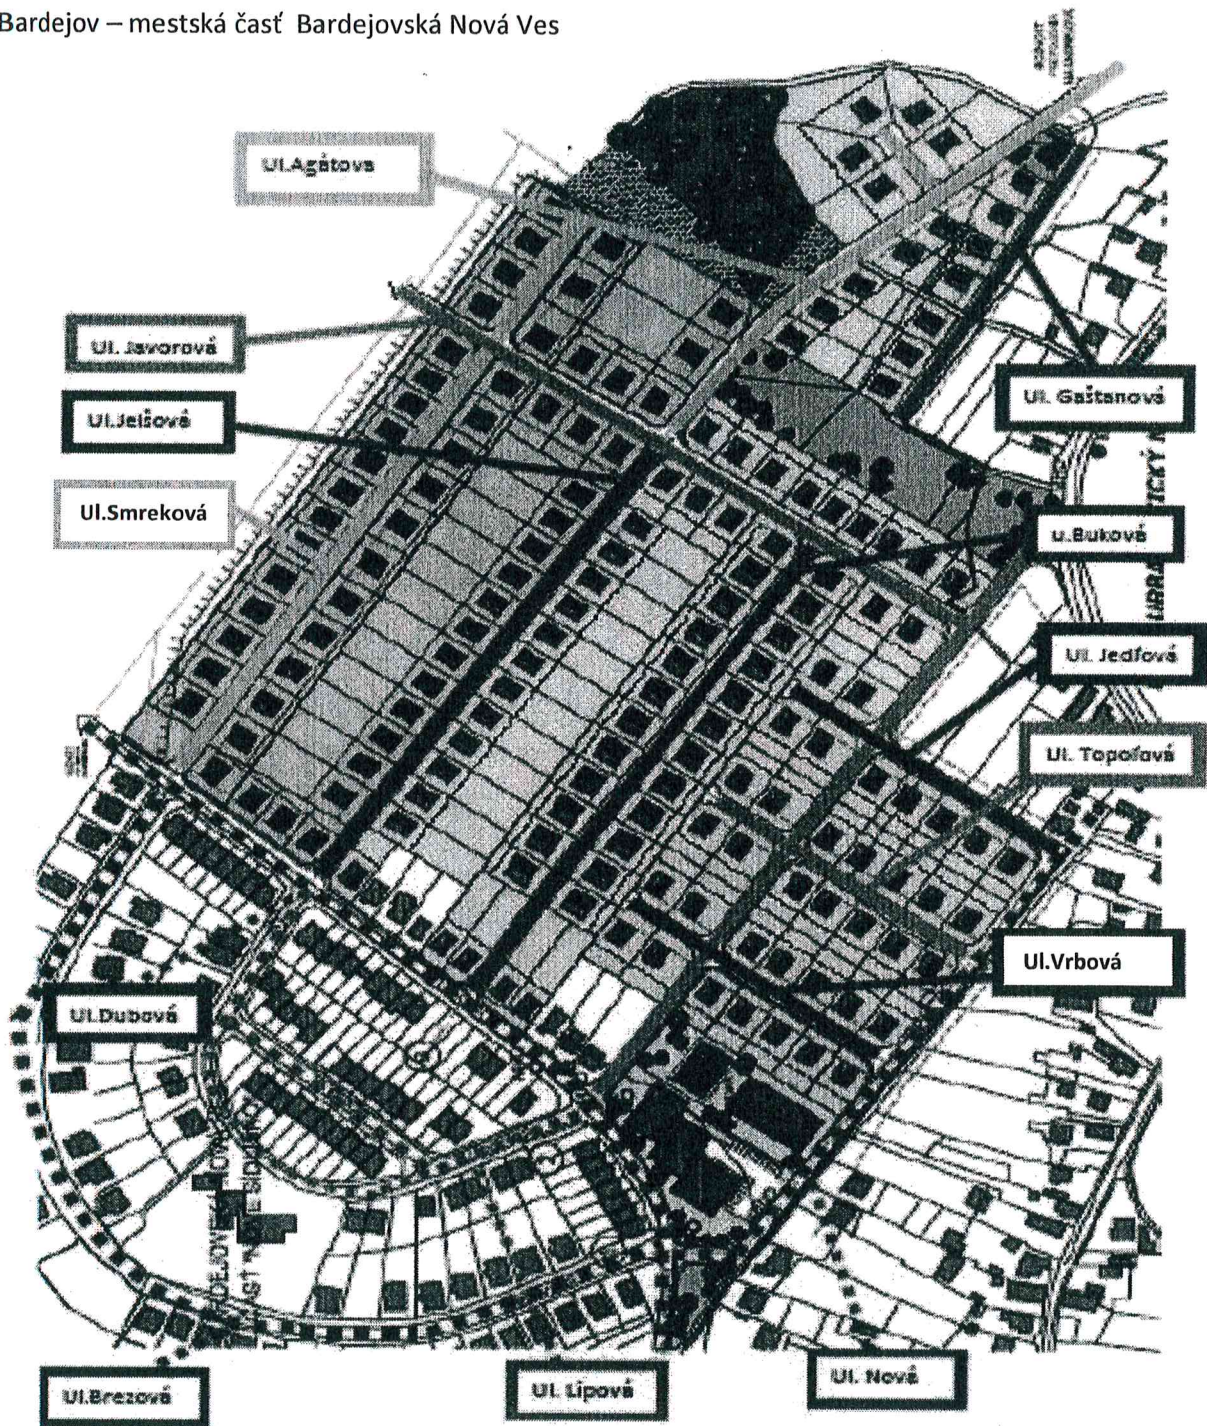 Bardejov – mestská časť Bardejovská Nová Ves
Ul.Agátova
Ul. Javorová
Ul.Jelšová
Ul.Smreková
Ul. Gaštanová
u.Buková
Ul. Jedľová
Ul. Topoľová
Ul.Vrbová
Ul.Dubová
Ul.Brezová
Ul. Lipová
Ul. Nová